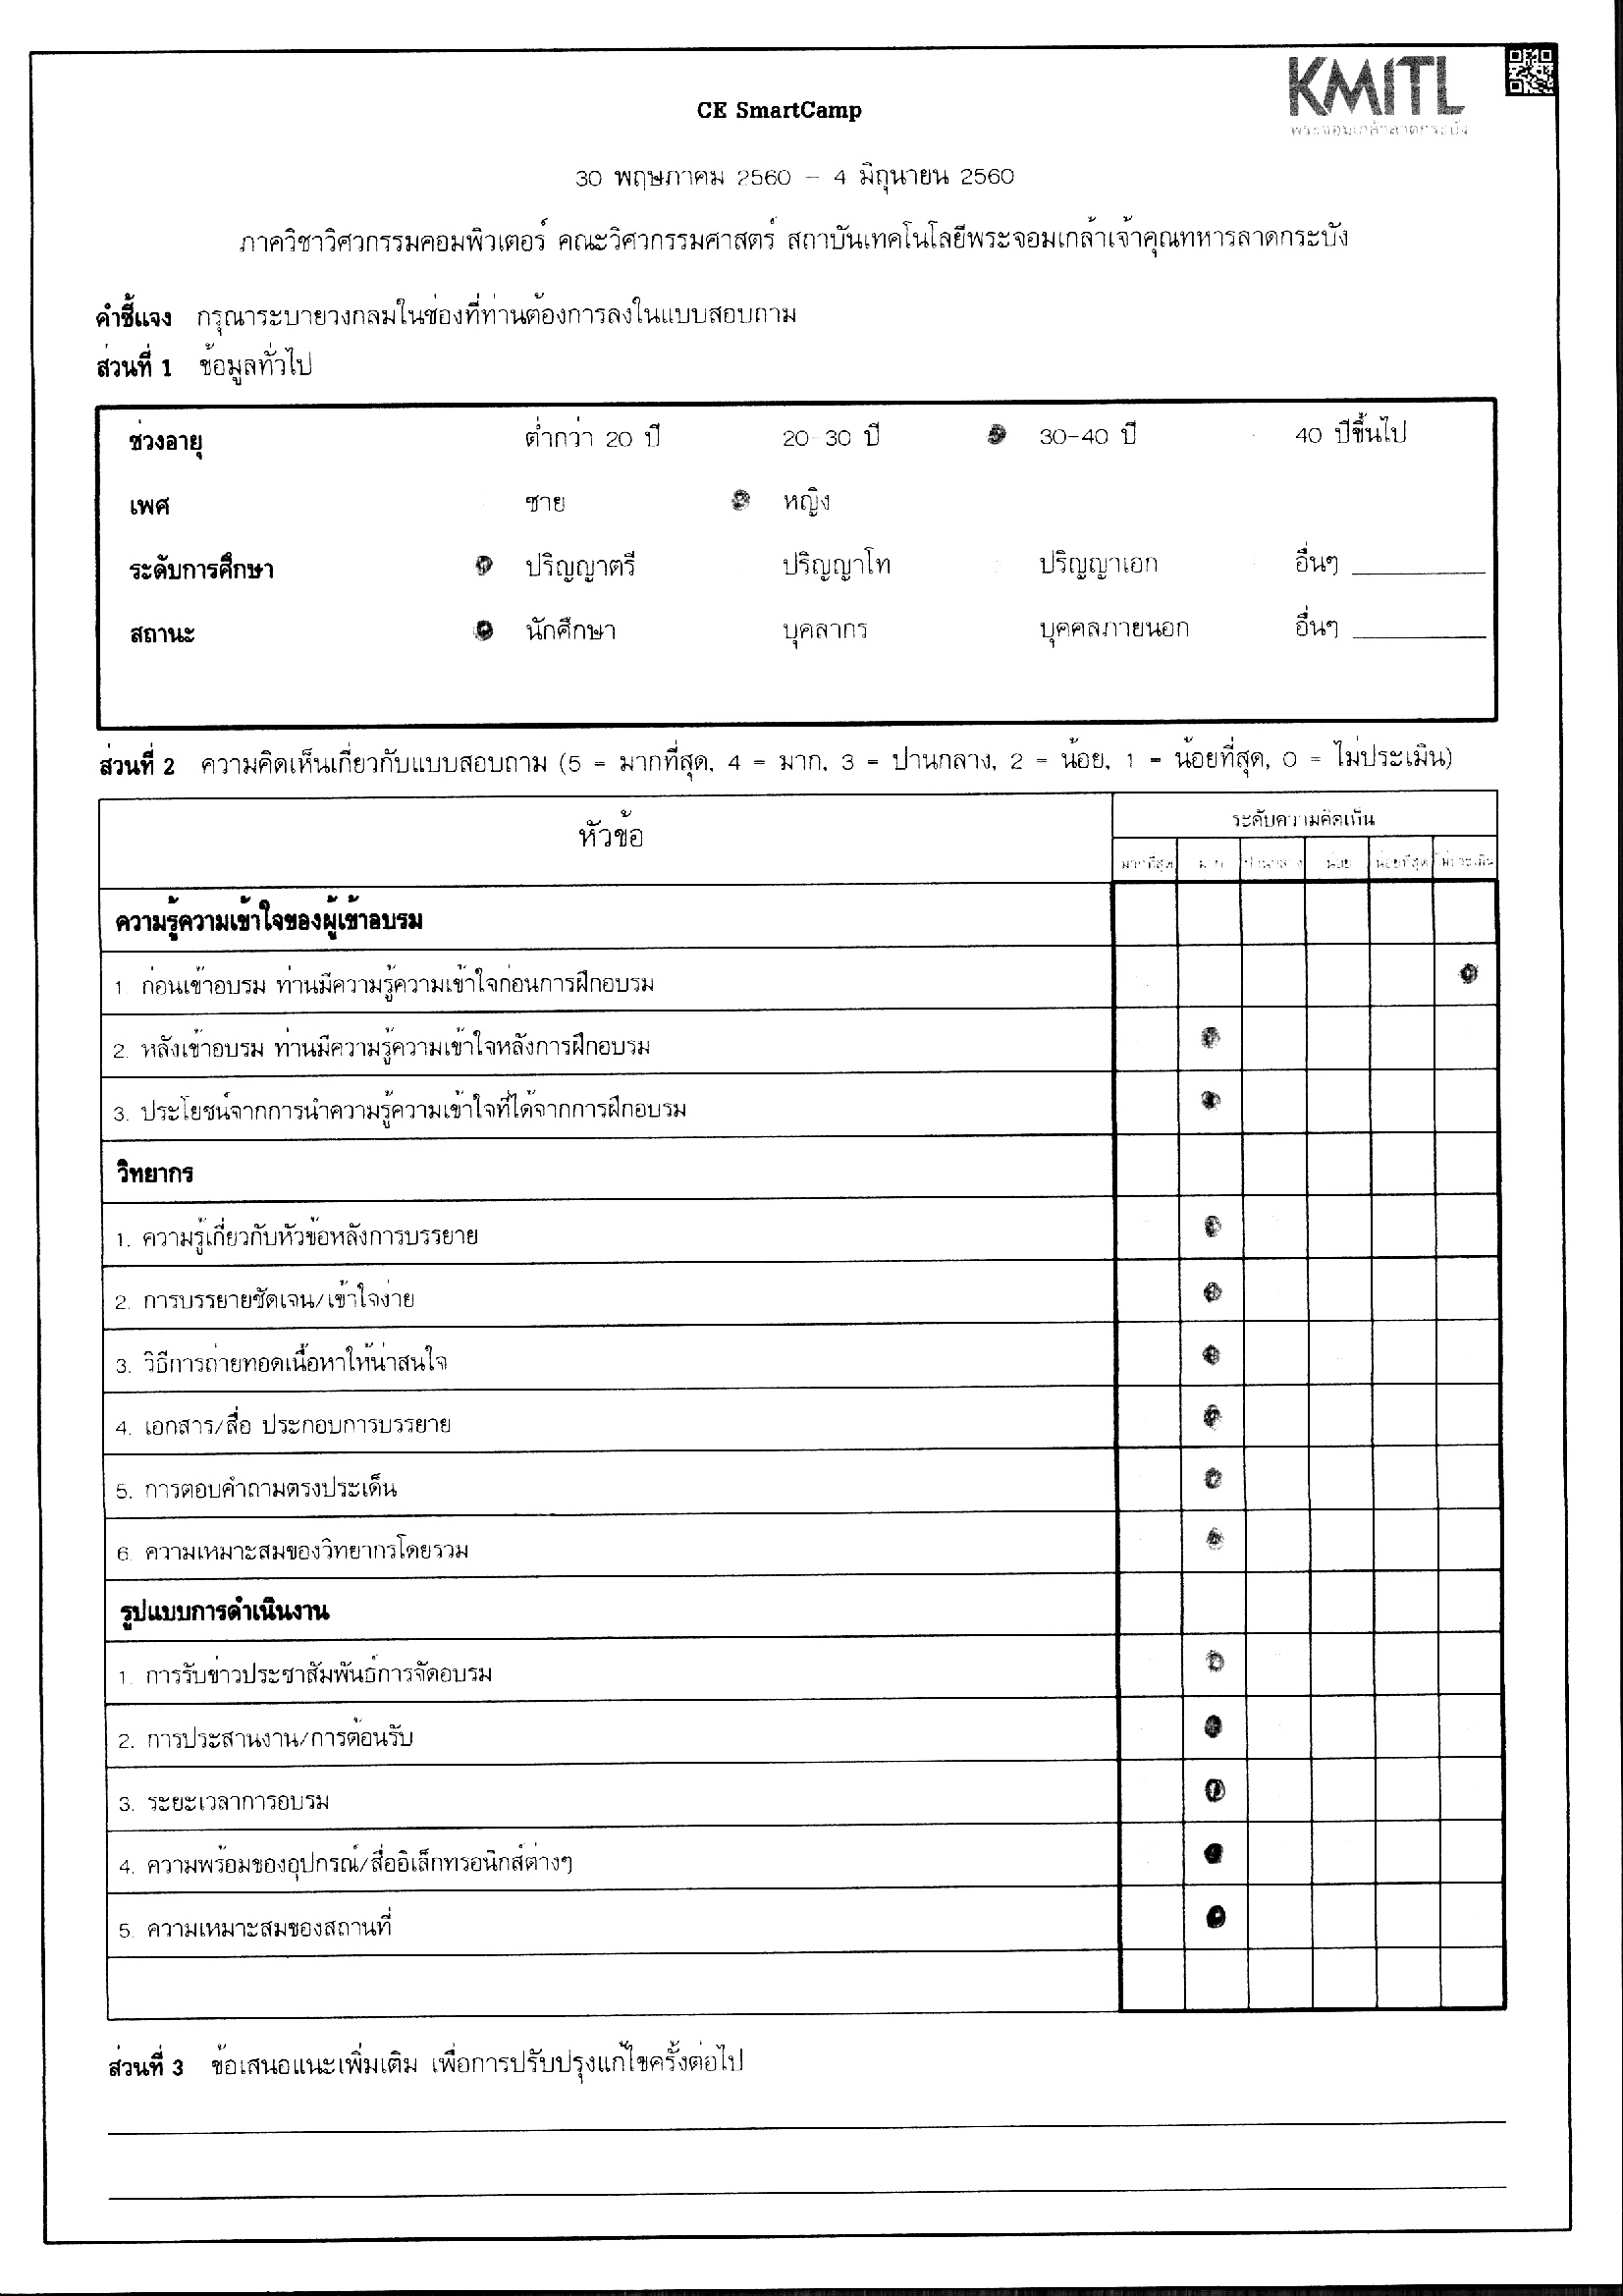 KMITL
พระจอมเกล้าลาดกระบัง
CE SmartCamp
30 พฤษภาคม 2560 - 4 มิถุนายน 2560
ภาควิชาวิศวกรรมคอมพิวเตอร์ คณะวิศวกรรมศาสตร์ สถาบันเทคโนโลยีพระจอมเกล้าเจ้าคุณทหารลาดกระบัง
คำชี้แจง กรุณาระบายวงกลมในช่องที่ท่านต้องการลงในแบบสอบถาม
ส่วนที่ 1 ข้อมูลทั่วไป
ช่วงอายุ ต่ำกว่า 20 ปี 20-30 ปี 30-40 ปี 40 ปีขึ้นไป
เพศ ชาย หญิง
ระดับการศึกษา ปริญญาตรี ปริญญาโท ปริญญาเอก อื่นๆ
สถานะ นักศึกษา บุคลากร บุคคลภายนอก อื่นๆ
ส่วนที่ 2 ความคิดเห็นเกี่ยวกับแบบสอบถาม (5 = มากที่สุด, 4 = มาก, 3 = ปานกลาง, 2 = น้อย, 1 = น้อยที่สุด, 0 = ไม่ประเมิน)
หัวข้อ ระดับความคิดเห็น
มากที่สุด มาก ปานกลาง น้อย น้อยที่สุด ไม่ประเมิน
ความรู้ความเข้าใจของผู้เข้าอบรม
1. ก่อนเข้าอบรม ท่านมีความรู้ความเข้าใจก่อนการฝึกอบรม
2. หลังเข้าอบรม ท่านมีความรู้ความเข้าใจหลังการฝึกอบรม
3. ประโยชน์จากการนำความรู้ความเข้าใจที่ได้จากการฝึกอบรม
วิทยากร
1. ความรู้เกี่ยวกับหัวข้อหลังการบรรยาย
2. การบรรยายชัดเจน/เข้าใจง่าย
3. วิธีการถ่ายทอดเนื้อหาให้น่าสนใจ
4. เอกสาร/สื่อ ประกอบการบรรยาย
5. การตอบคำถามตรงประเด็น
6. ความเหมาะสมของวิทยากรโดยรวม
รูปแบบการดำเนินงาน
1. การรับข่าวประชาสัมพันธ์การจัดอบรม
2. การประสานงาน/การต้อนรับ
3. ระยะเวลาการอบรม
4. ความพร้อมของอุปกรณ์/สื่ออิเล็กทรอนิกส์ต่างๆ
5. ความเหมาะสมของสถานที่
ส่วนที่ 3 ข้อเสนอแนะเพิ่มเติม เพื่อการปรับปรุงแก้ไขครั้งต่อไป